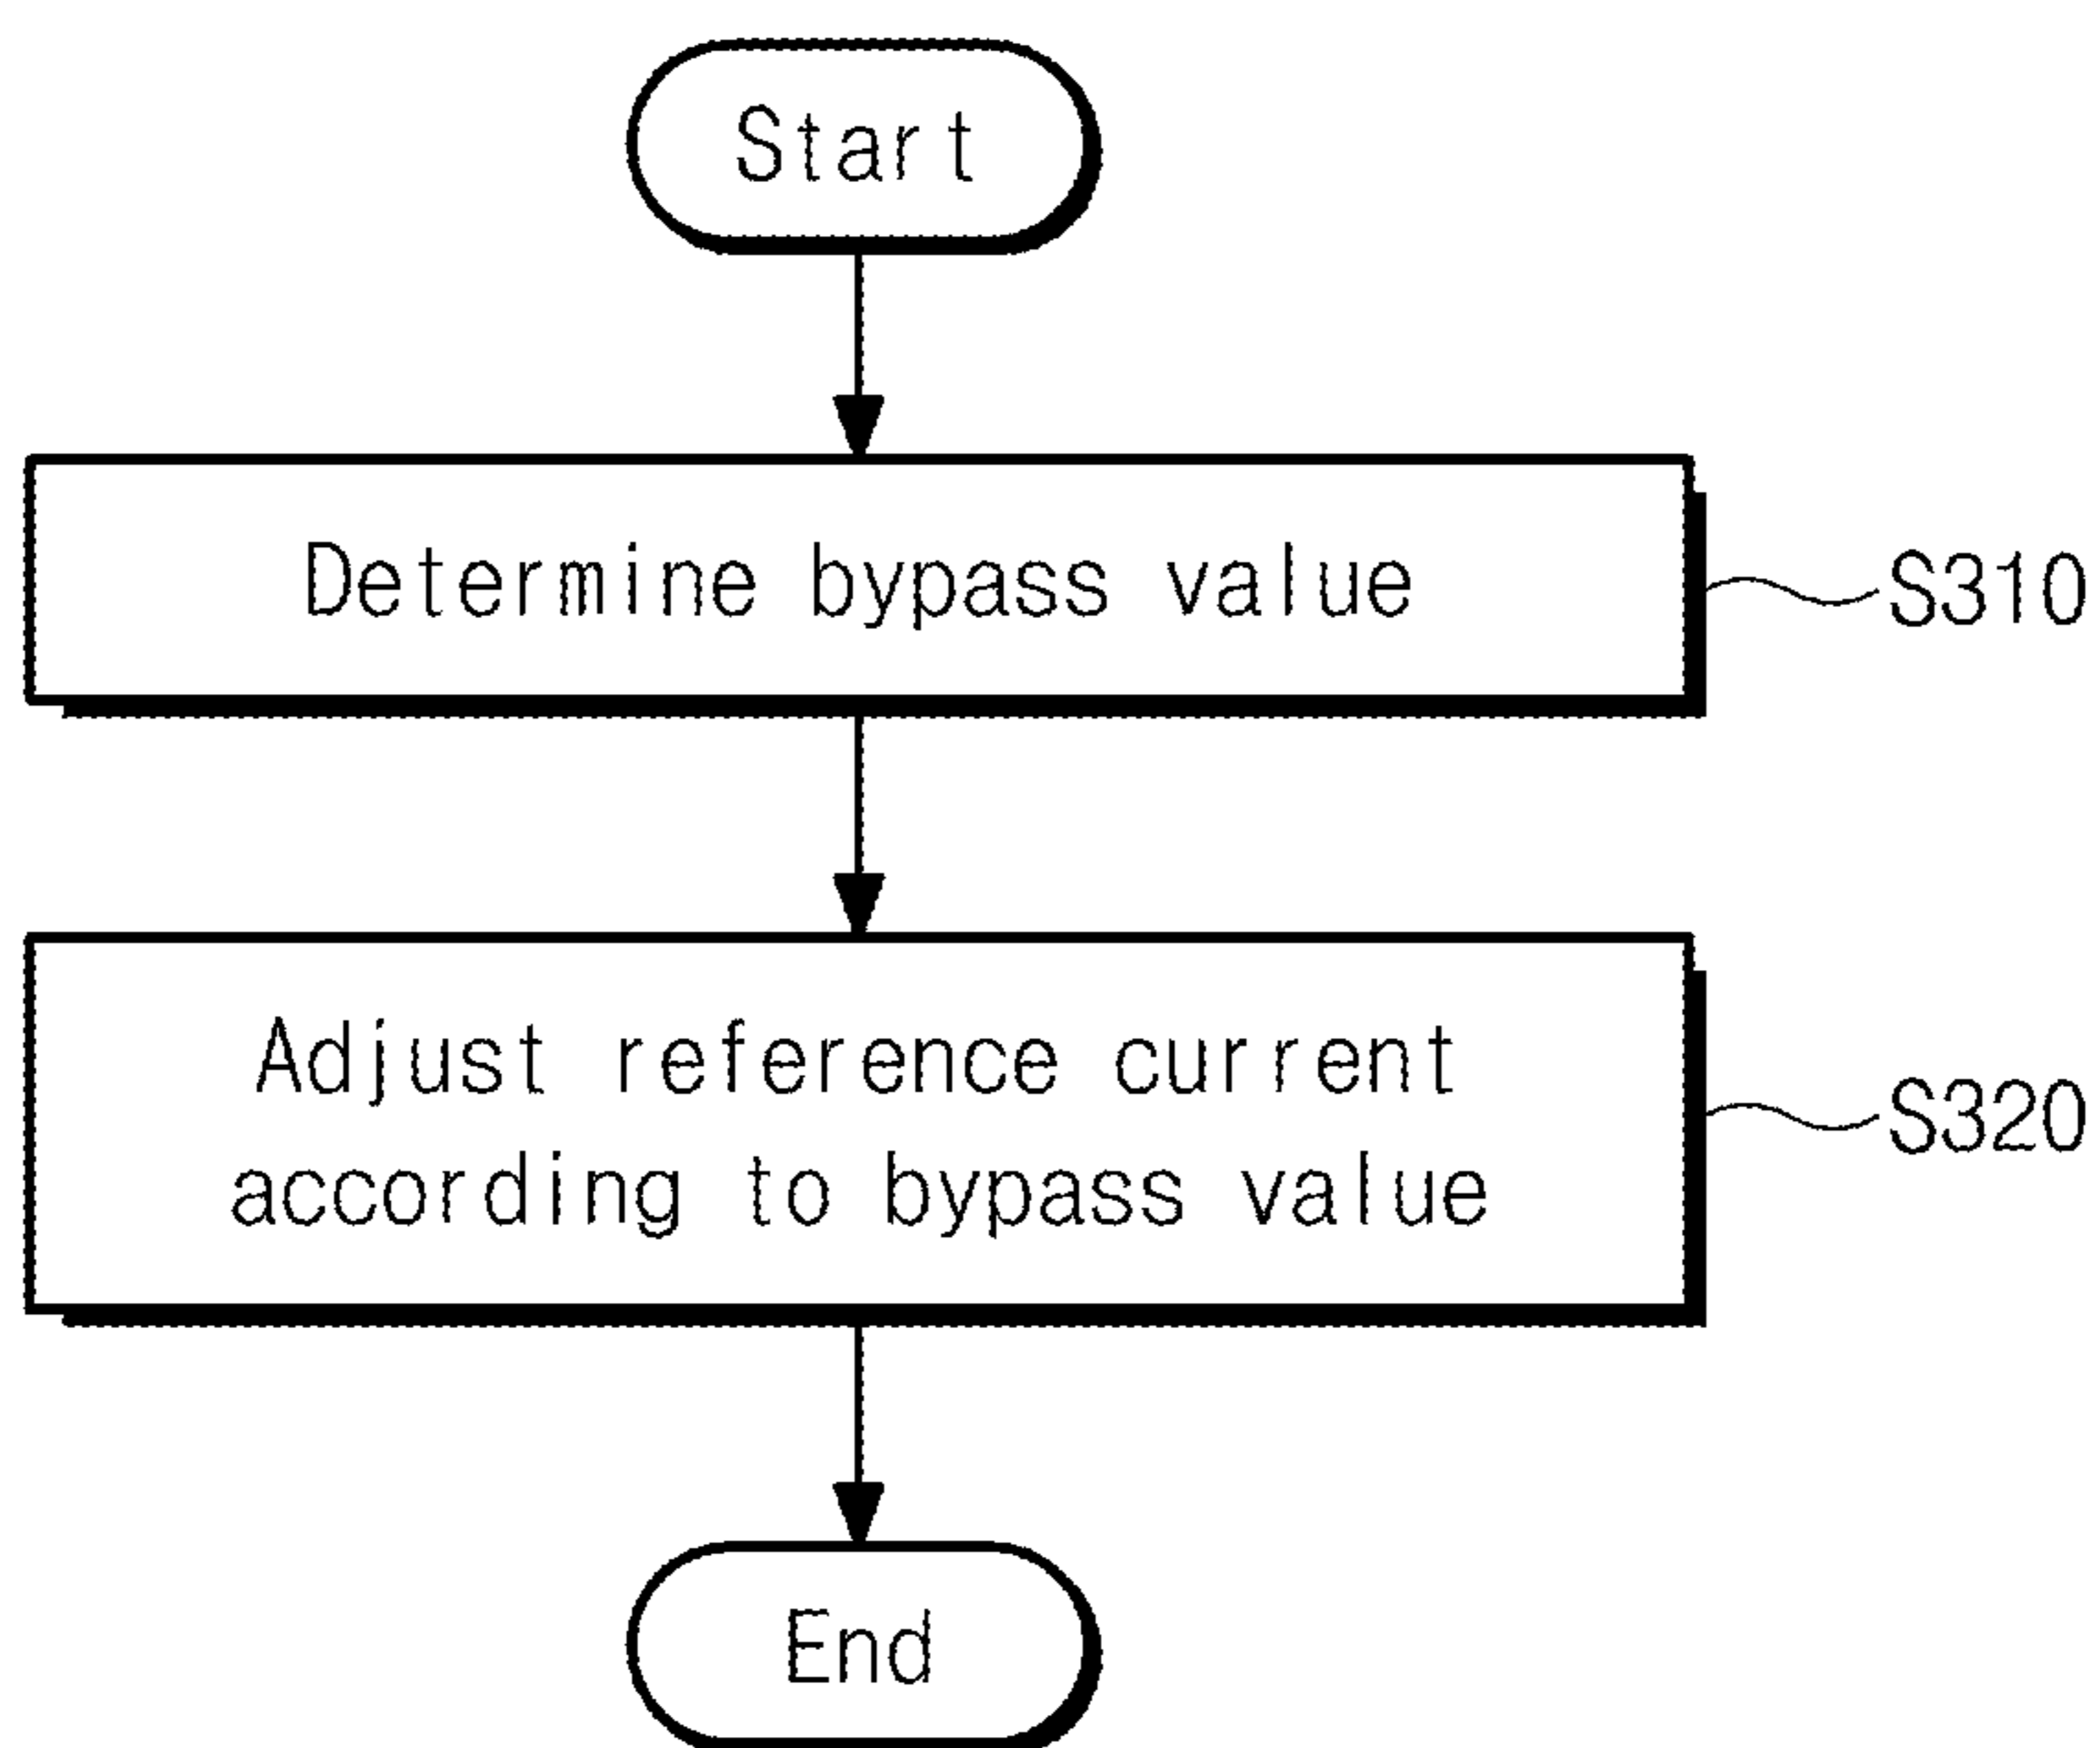 Start
Determine bypass value
S310
Adjust reference current
according to bypass value
S320
End